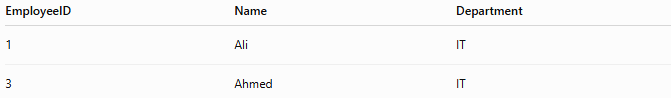 EmployeeID Name Department
1 Ali IT
3 Ahmed IT